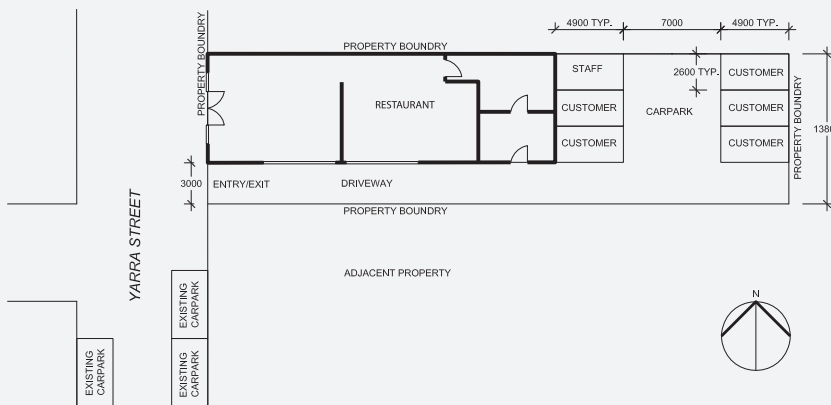 4900 TYP.
7000
4900 TYP.
PROPERTY BOUNDRY
PROPERTY BOUNDRY
STAFF
2600 TYP.
CUSTOMER
RESTAURANT
CUSTOMER
CARPARK
CUSTOMER
PROPERTY BOUNDRY
1380
CUSTOMER
CUSTOMER
3000
ENTRY/EXIT
DRIVEWAY
PROPERTY BOUNDRY
YARRA STREET
ADJACENT PROPERTY
EXISTING
CARPARK
N
EXISTING
CARPARK
EXISTING
CARPARK